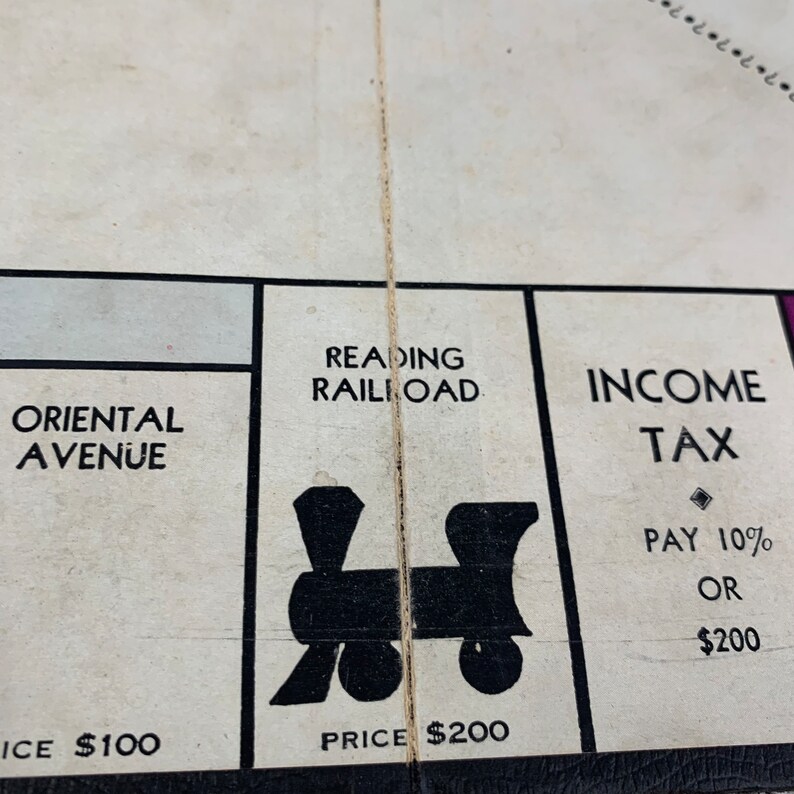 ORIENTAL
AVENUE
ICE $100
READING
RAILROAD
PRICE $200
INCOME
TAX
PAY 10%
OR
$200